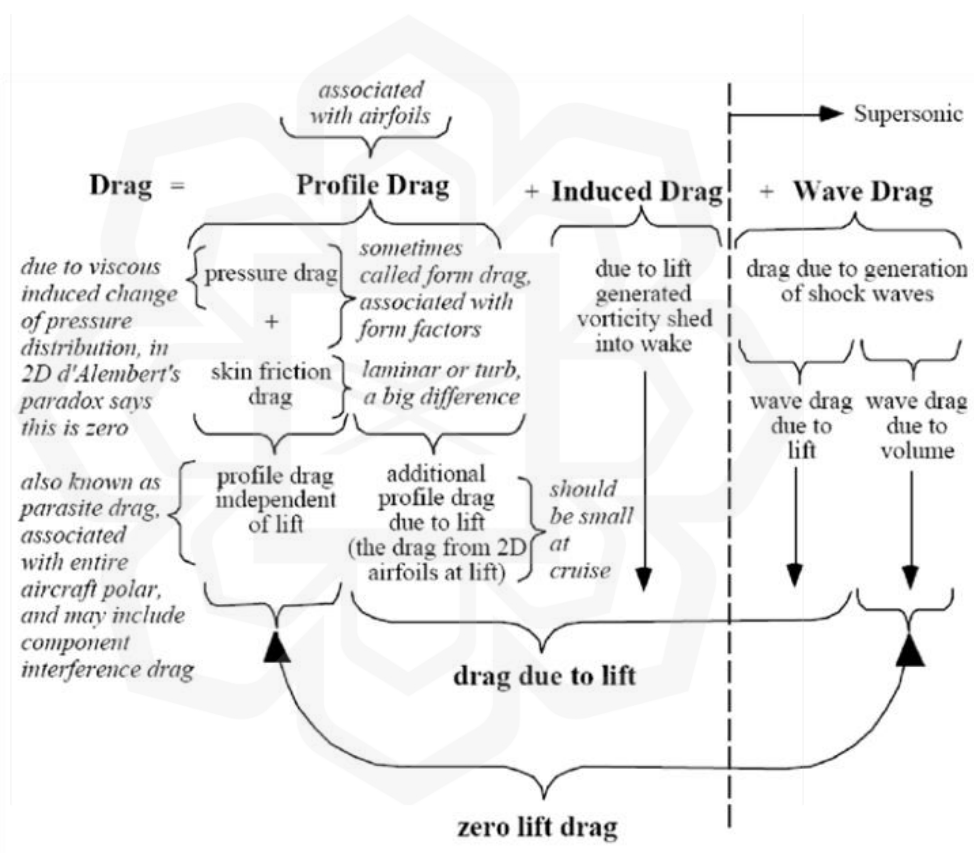 associated
with airfoils
Supersonic
Drag = Profile Drag + Induced Drag + Wave Drag
due to viscous
induced change
of pressure
distribution, in
2D d'Alembert's
paradox says
this is zero
pressure drag
+
skin friction
drag
sometimes
called form drag,
associated with
form factors
laminar or turb,
a big difference
due to lift
generated
vorticity shed
into wake
drag due to generation
of shock waves
wave drag
due to
lift
wave drag
due to
volume
also known as
parasite drag,
associated
with entire
aircraft polar,
and may include
component
interference drag
profile drag
independent
of lift
additional
profile drag
due to lift
(the drag from 2D
airfoils at lift)
should
be small
at
cruise
drag due to lift
zero lift drag